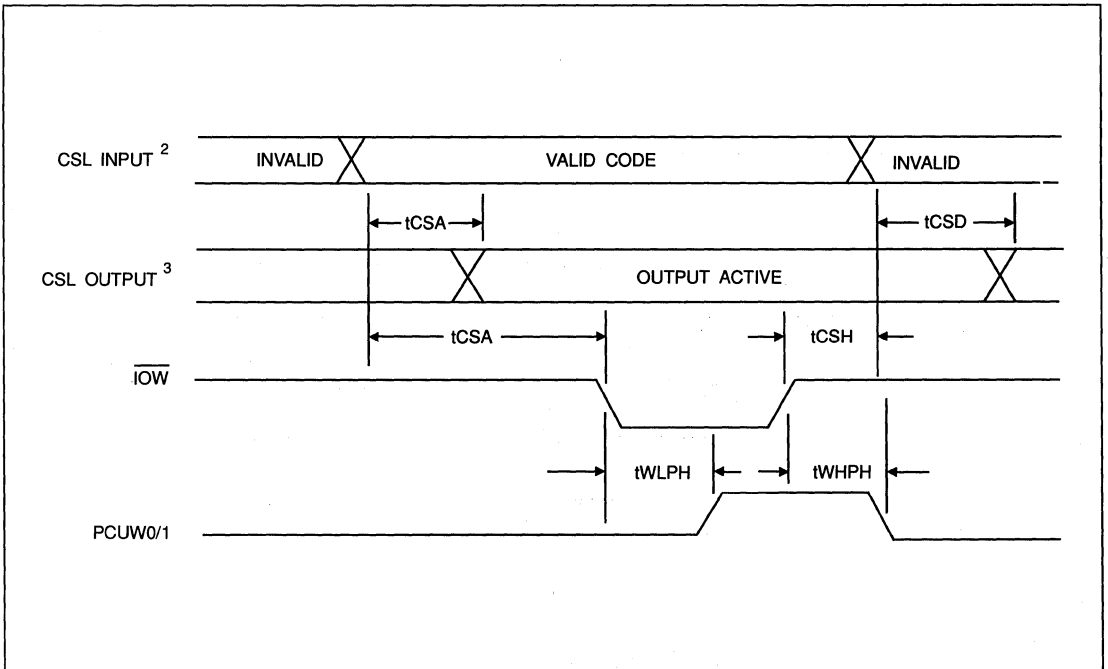 CSL INPUT 2
INVALID
VALID CODE
INVALID
tCSA
tCSD
CSL OUTPUT 3
OUTPUT ACTIVE
tCSA
tCSH
IOW
tWLPH
tWHPH
PCUW0/1